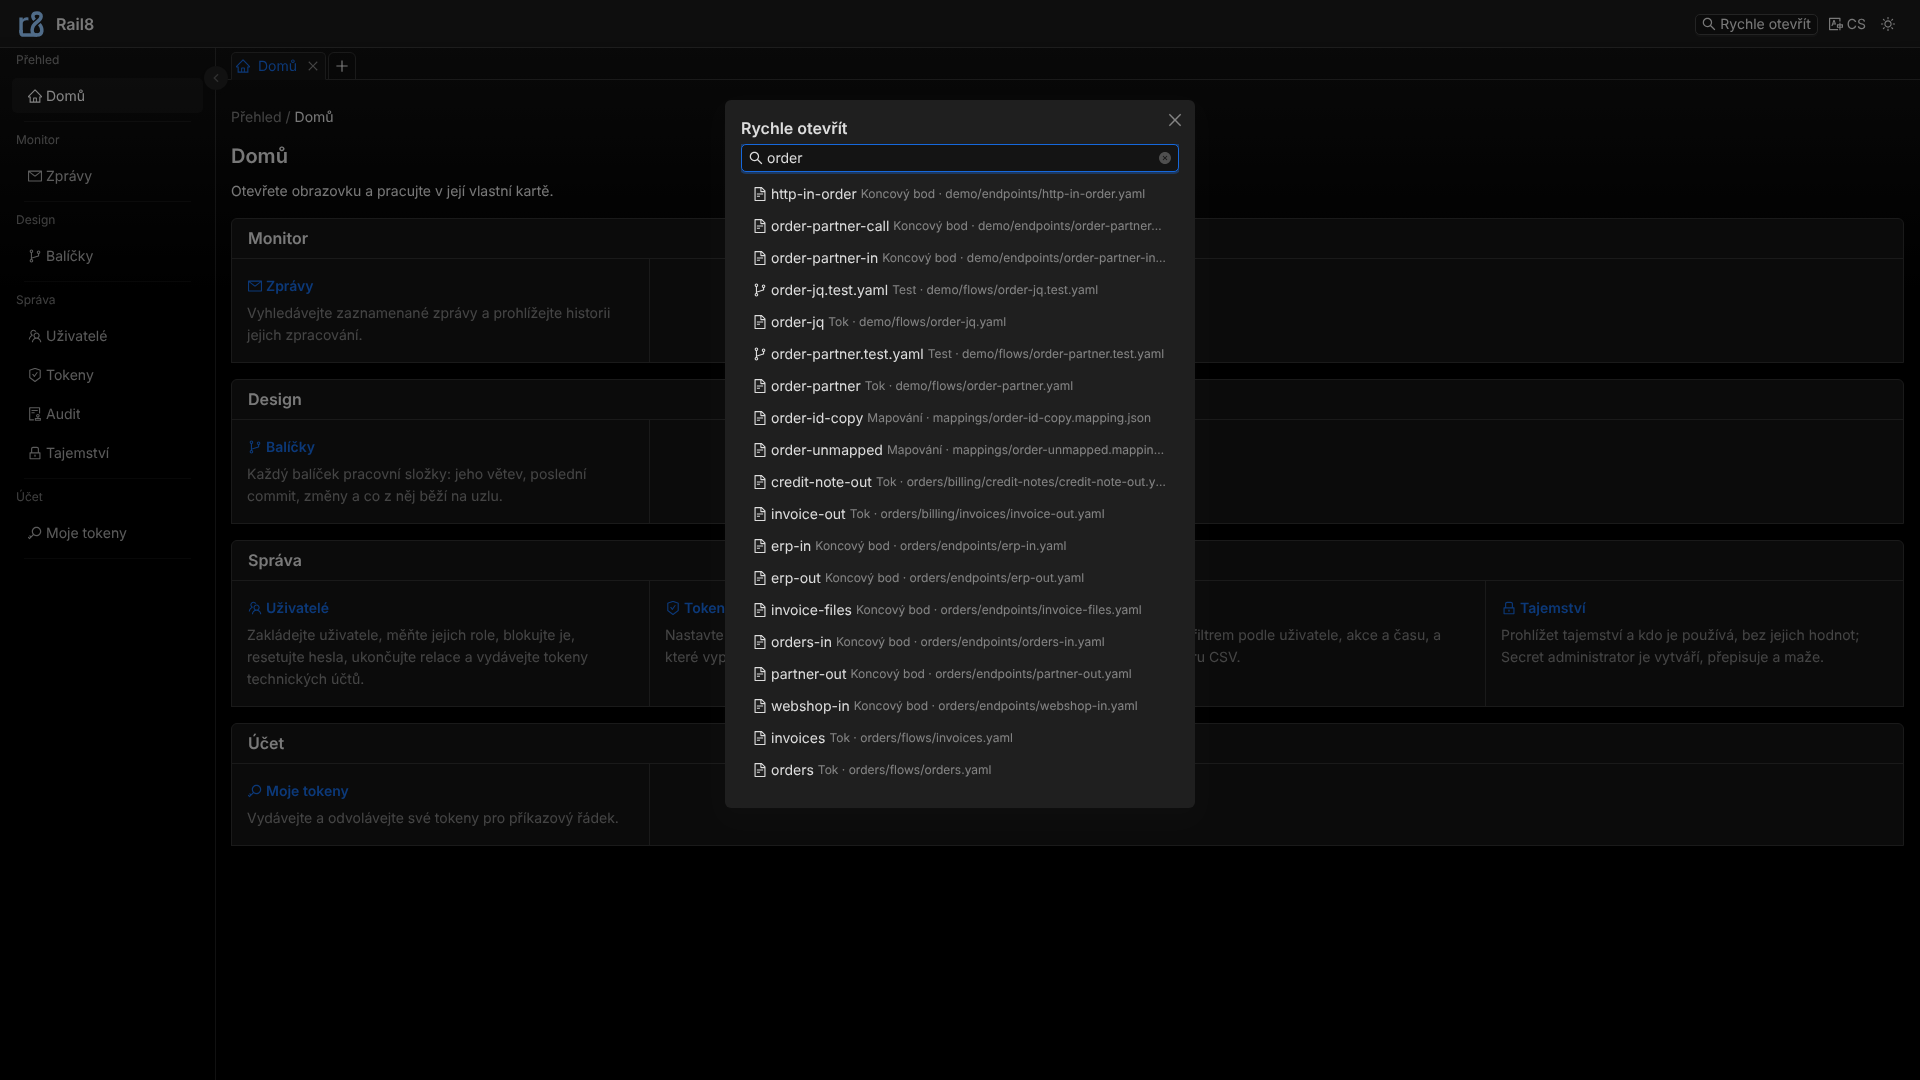 Rail8
Rychle otevřít
CS
Přehled
Domů
Monitor
Zprávy
Design
Balíčky
Správa
Uživatelé
Tokeny
Audit
Tajemství
Účet
Moje tokeny
Domů
Přehled / Domů
Domů
Otevřete obrazovku a pracujte v její vlastní kartě.
Monitor
Zprávy
Vyhledávejte zaznamenané zprávy a prohlížejte historii
jejich zpracování.
Design
Balíčky
Každý balíček pracovní složky: jeho větev, poslední
commit, změny a co z něj běží na uzlu.
Správa
Uživatelé
Zakládejte uživatele, měňte jejich role, blokujte je,
resetujte hesla, ukončujte relace a vydávejte tokeny
technických účtů.
Token
Nastavte
které vyp
filtrem podle uživatele, akce a času, a
ru CSV.
Tajemství
Prohlížet tajemství a kdo je používá, bez jejich hodnot;
Secret administrator je vytváří, přepisuje a maže.
Účet
Moje tokeny
Vydávejte a odvolávejte své tokeny pro příkazový řádek.
Rychle otevřít
order
http-in-order Koncový bod · demo/endpoints/http-in-order.yaml
order-partner-call Koncový bod · demo/endpoints/order-partner...
order-partner-in Koncový bod · demo/endpoints/order-partner-in...
order-jq.test.yaml Test · demo/flows/order-jq.test.yaml
order-jq Tok · demo/flows/order-jq.yaml
order-partner.test.yaml Test · demo/flows/order-partner.test.yaml
order-partner Tok · demo/flows/order-partner.yaml
order-id-copy Mapování · mappings/order-id-copy.mapping.json
order-unmapped Mapování · mappings/order-unmapped.mappin...
credit-note-out Tok · orders/billing/credit-notes/credit-note-out.y...
invoice-out Tok · orders/billing/invoices/invoice-out.yaml
erp-in Koncový bod · orders/endpoints/erp-in.yaml
erp-out Koncový bod · orders/endpoints/erp-out.yaml
invoice-files Koncový bod · orders/endpoints/invoice-files.yaml
orders-in Koncový bod · orders/endpoints/orders-in.yaml
partner-out Koncový bod · orders/endpoints/partner-out.yaml
webshop-in Koncový bod · orders/endpoints/webshop-in.yaml
invoices Tok · orders/flows/invoices.yaml
orders Tok · orders/flows/orders.yaml